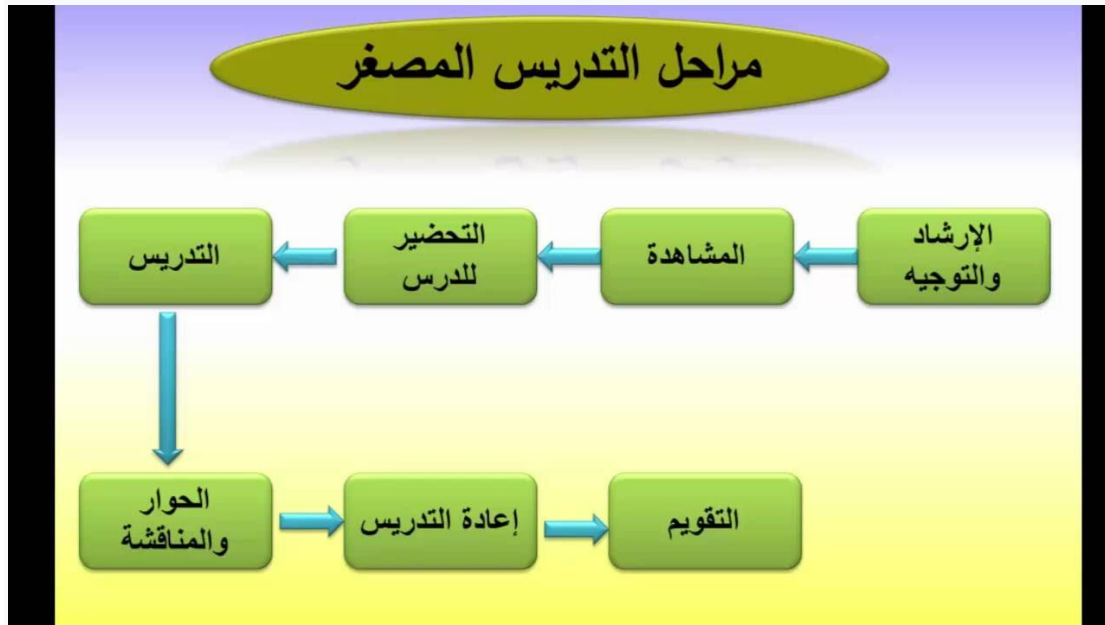 مراحل التدريس المصغر
الإرشاد
والتوجيه
المشاهدة
التحضير
للدرس
التدريس
الحوار
والمناقشة
إعادة التدريس
التقويم